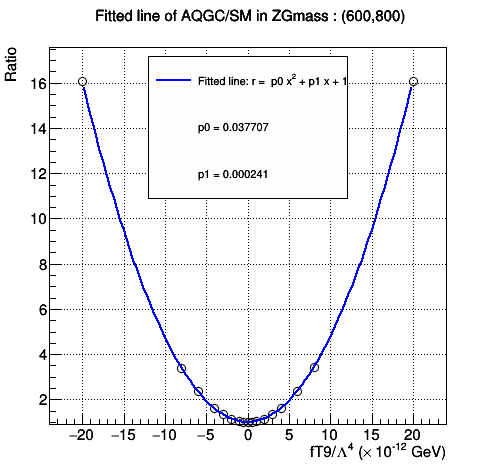 Fitted line of AQGC/SM in ZGmass : (600,800)
Ratio
Fitted line: r = p0 x² + p1 x + 1
p0 = 0.037707
p1 = 0.000241
16
14
12
10
8
6
4
2
−20 −15 −10 −5 0 5 10 15 20
fT9/Λ⁴ (× 10⁻¹² GeV)